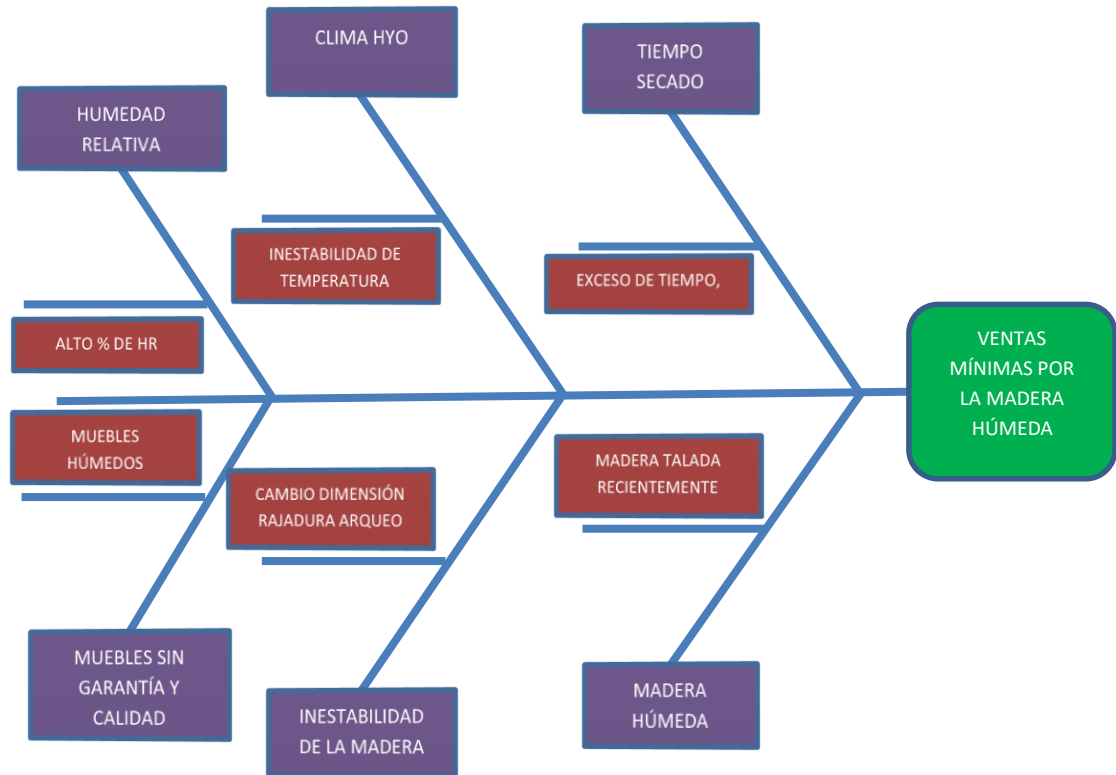 CLIMA HYO
TIEMPO
SECADO
HUMEDAD
RELATIVA
INESTABILIDAD DE
TEMPERATURA
EXCESO DE TIEMPO,
ALTO % DE HR
VENTAS
MÍNIMAS POR
LA MADERA
HÚMEDA
MUEBLES
HÚMEDOS
CAMBIO DIMENSIÓN
RAJADURA ARQUEO
MADERA TALADA
RECIENTEMENTE
MUEBLES SIN
GARANTÍA Y
CALIDAD
INESTABILIDAD
DE LA MADERA
MADERA
HÚMEDA